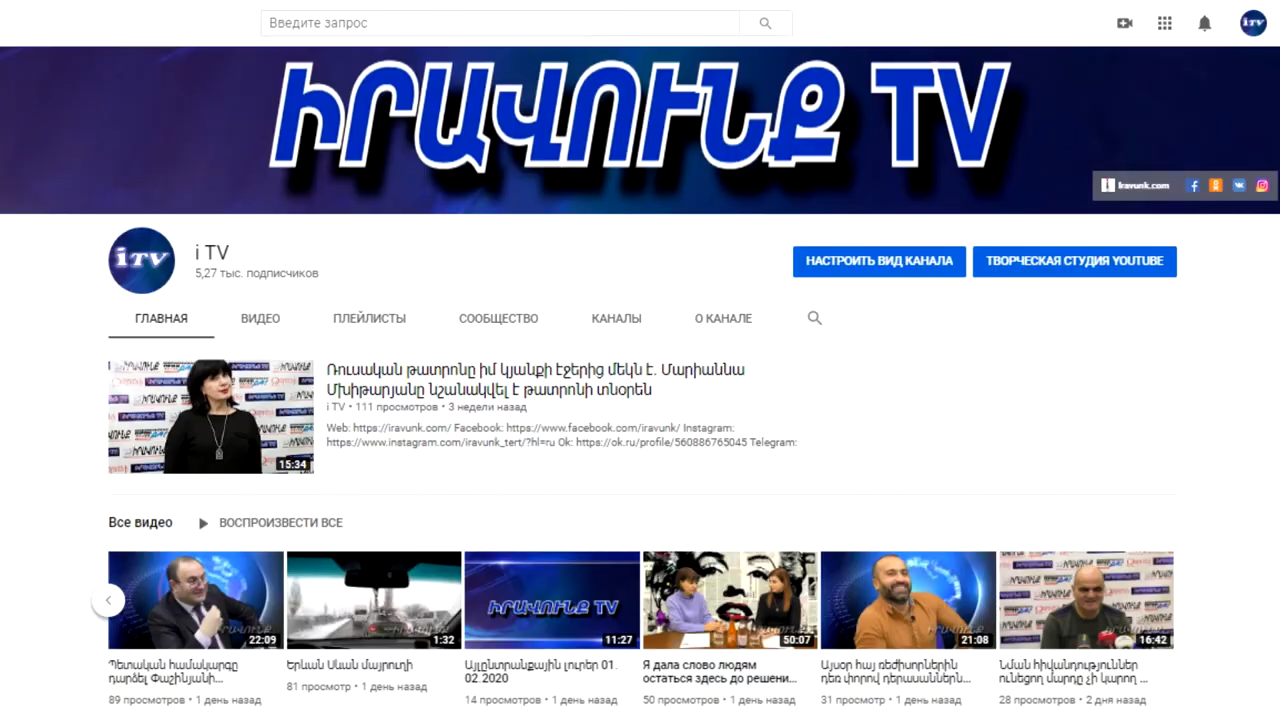 Введите запрос
iTV
ԻՐԱՎՈՒՆՔ TV
Iravunk.com
iTV
i TV
5,27 тыс. подписчиков
НАСТРОИТЬ ВИД КАНАЛА
ТВОРЧЕСКАЯ СТУДИЯ YOUTUBE
ГЛАВНАЯ ВИДЕО ПЛЕЙЛИСТЫ СООБЩЕСТВО КАНАЛЫ О КАНАЛЕ
15:34
Ռուսական թատրոնը իմ կյանքի էջերից մեկն է. Մարիաննա
Մխիթարյանը նշանակվել է թատրոնի տնօրեն
i TV • 111 просмотров • 3 недели назад
Web: https://iravunk.com/ Facebook: https://www.facebook.com/iravunk/ Instagram:
https://www.instagram.com/iravunk_tert/?hl=ru Ok: https://ok.ru/profile/560886765045 Telegram:
Все видео ВОСПРОИЗВЕСТИ ВСЕ
ԻՐԱՎՈՒՆՔ TV
22:09
1:32
11:27
50:07
21:08
16:42
Պետական համակարգը
դարձել Փաշինյանի...
89 просмотров • 1 день назад
Երևան Սևան մայրուղի
81 просмотр • 1 день назад
Այլընտրանքային լուրեր 01.
02.2020
14 просмотров • 1 день назад
Я дала слово людям
остаться здесь до решени...
50 просмотров • 1 день назад
Այսօր հայ ռեժիսորներին
դեռ փորով դերասաններն...
31 просмотр • 1 день назад
Նման հիվանդություններ
ունեցող մարդը չի կարող ...
28 просмотров • 2 дня назад